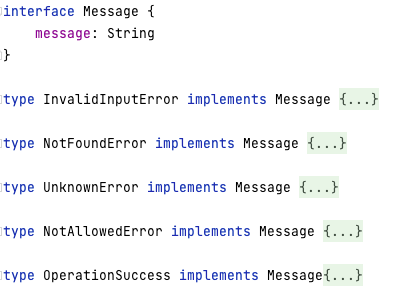 interface Message {
    message: String
}
type InvalidInputError implements Message {...}
type NotFoundError implements Message {...}
type UnknownError implements Message {...}
type NotAllowedError implements Message {...}
type OperationSuccess implements Message{...}